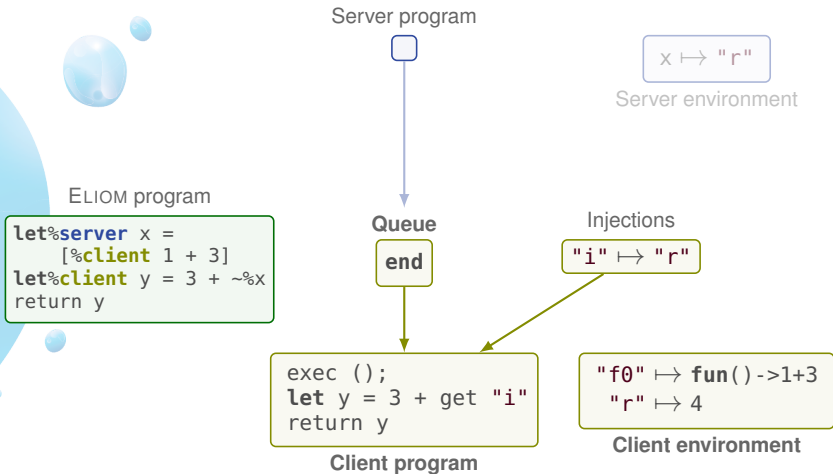 Server program
x ⟼ "r"
Server environment
ELIOM program
let%server x =
[%client 1 + 3]
let%client y = 3 + ~%x
return y
Queue
end
Injections
"i" ⟼ "r"
exec ();
let y = 3 + get "i"
return y
Client program
"f0" ⟼ fun()->1+3
"r" ⟼ 4
Client environment